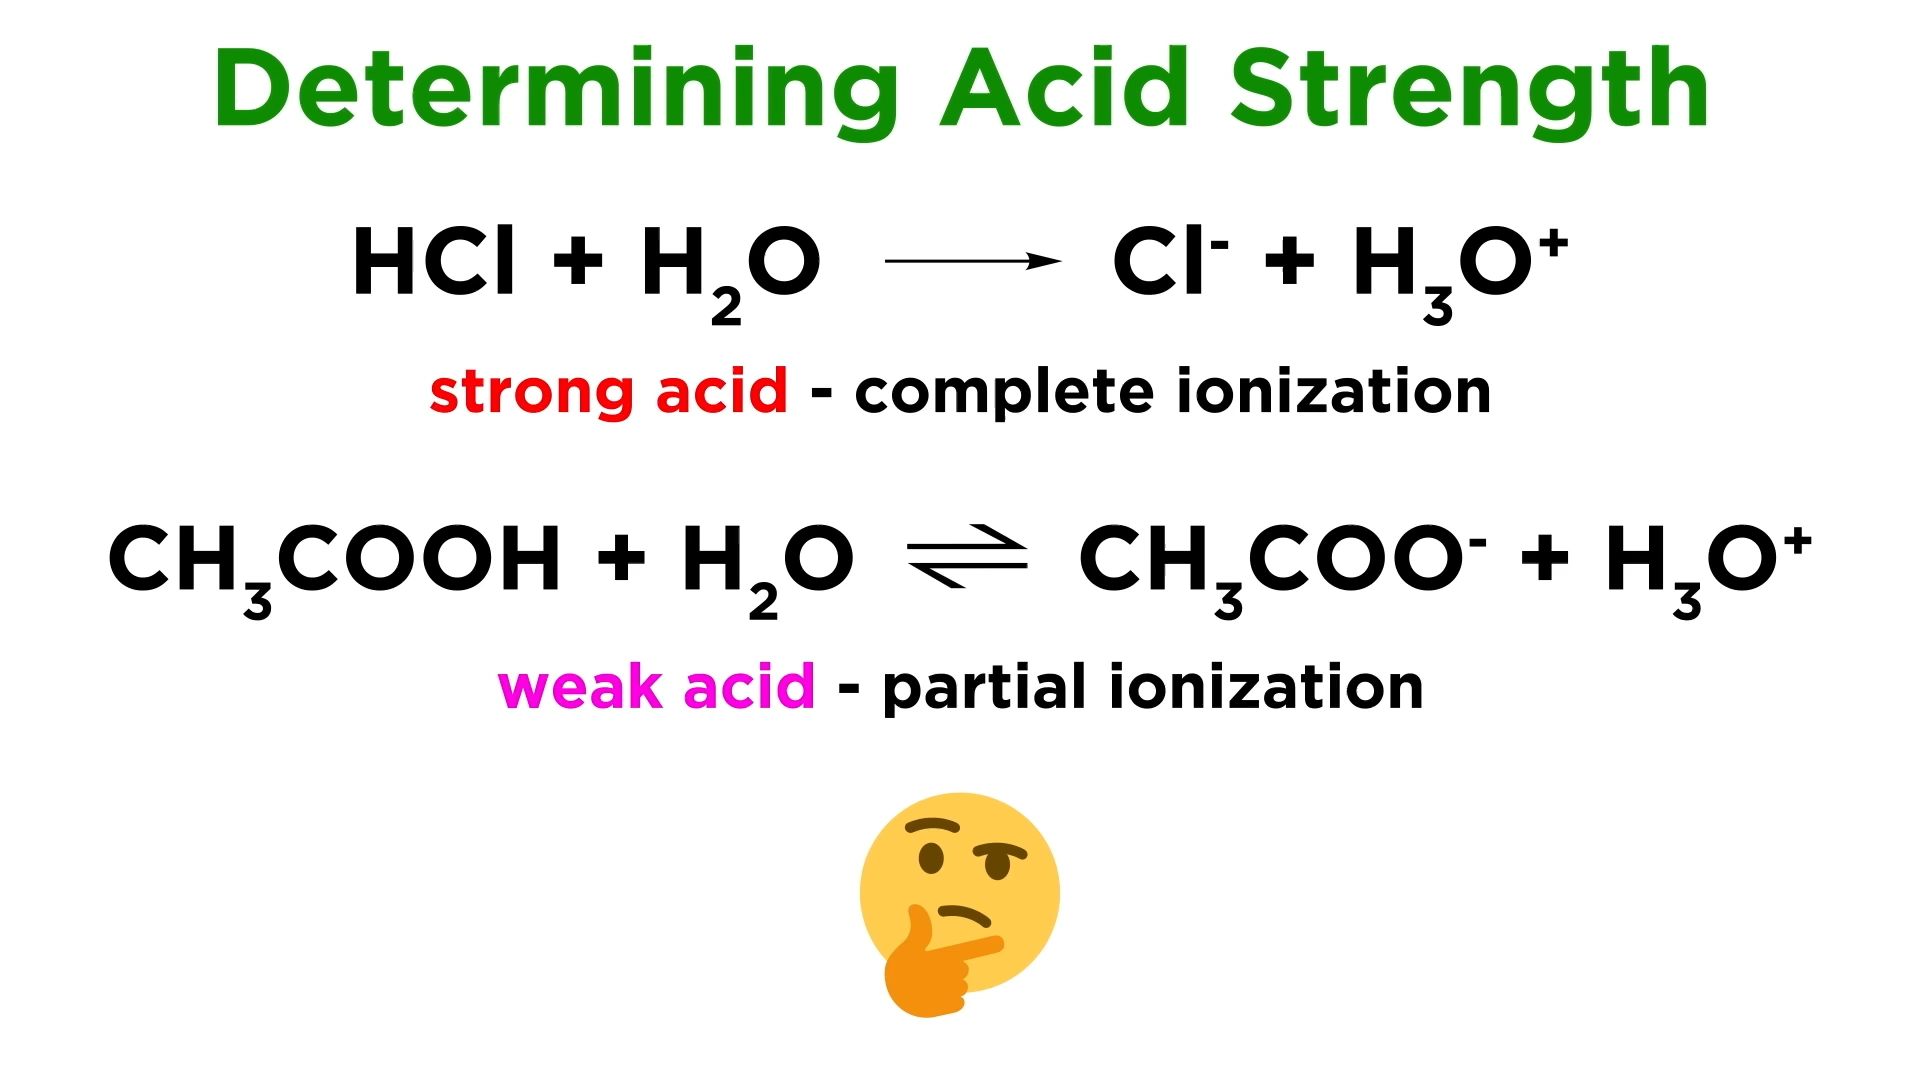 Determining Acid Strength
HCl + H₂O ⟶ Cl⁻ + H₃O⁺
strong acid - complete ionization
CH₃COOH + H₂O ⇌ CH₃COO⁻ + H₃O⁺
weak acid - partial ionization